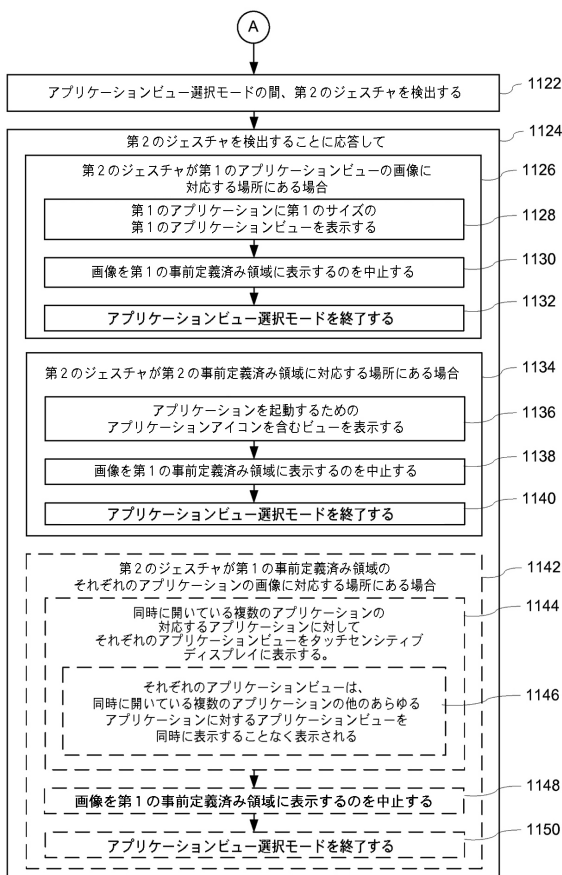 A
アプリケーションビュー選択モードの間、第2のジェスチャを検出する
1122
第2のジェスチャを検出することに応答して
1124
第2のジェスチャが第1のアプリケーションビューの画像に
対応する場所にある場合
1126
第1のアプリケーションに第1のサイズの
第1のアプリケーションビューを表示する
1128
画像を第1の事前定義済み領域に表示するのを中止する
1130
アプリケーションビュー選択モードを終了する
1132
第2のジェスチャが第2の事前定義済み領域に対応する場所にある場合
1134
アプリケーションを起動するための
アプリケーションアイコンを含むビューを表示する
1136
画像を第1の事前定義済み領域に表示するのを中止する
1138
アプリケーションビュー選択モードを終了する
1140
第2のジェスチャが第1の事前定義済み領域の
それぞれのアプリケーションの画像に対応する場所にある場合
1142
同時に開いている複数のアプリケーションの
対応するアプリケーションに対して
それぞれのアプリケーションビューをタッチセンシティブ
ディスプレイに表示する。
1144
それぞれのアプリケーションビューは、
同時に開いている複数のアプリケーションの他のあらゆる
アプリケーションに対するアプリケーションビューを
同時に表示することなく表示される
1146
画像を第1の事前定義済み領域に表示するのを中止する
1148
アプリケーションビュー選択モードを終了する
1150